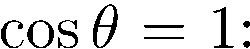 cos θ = 1: